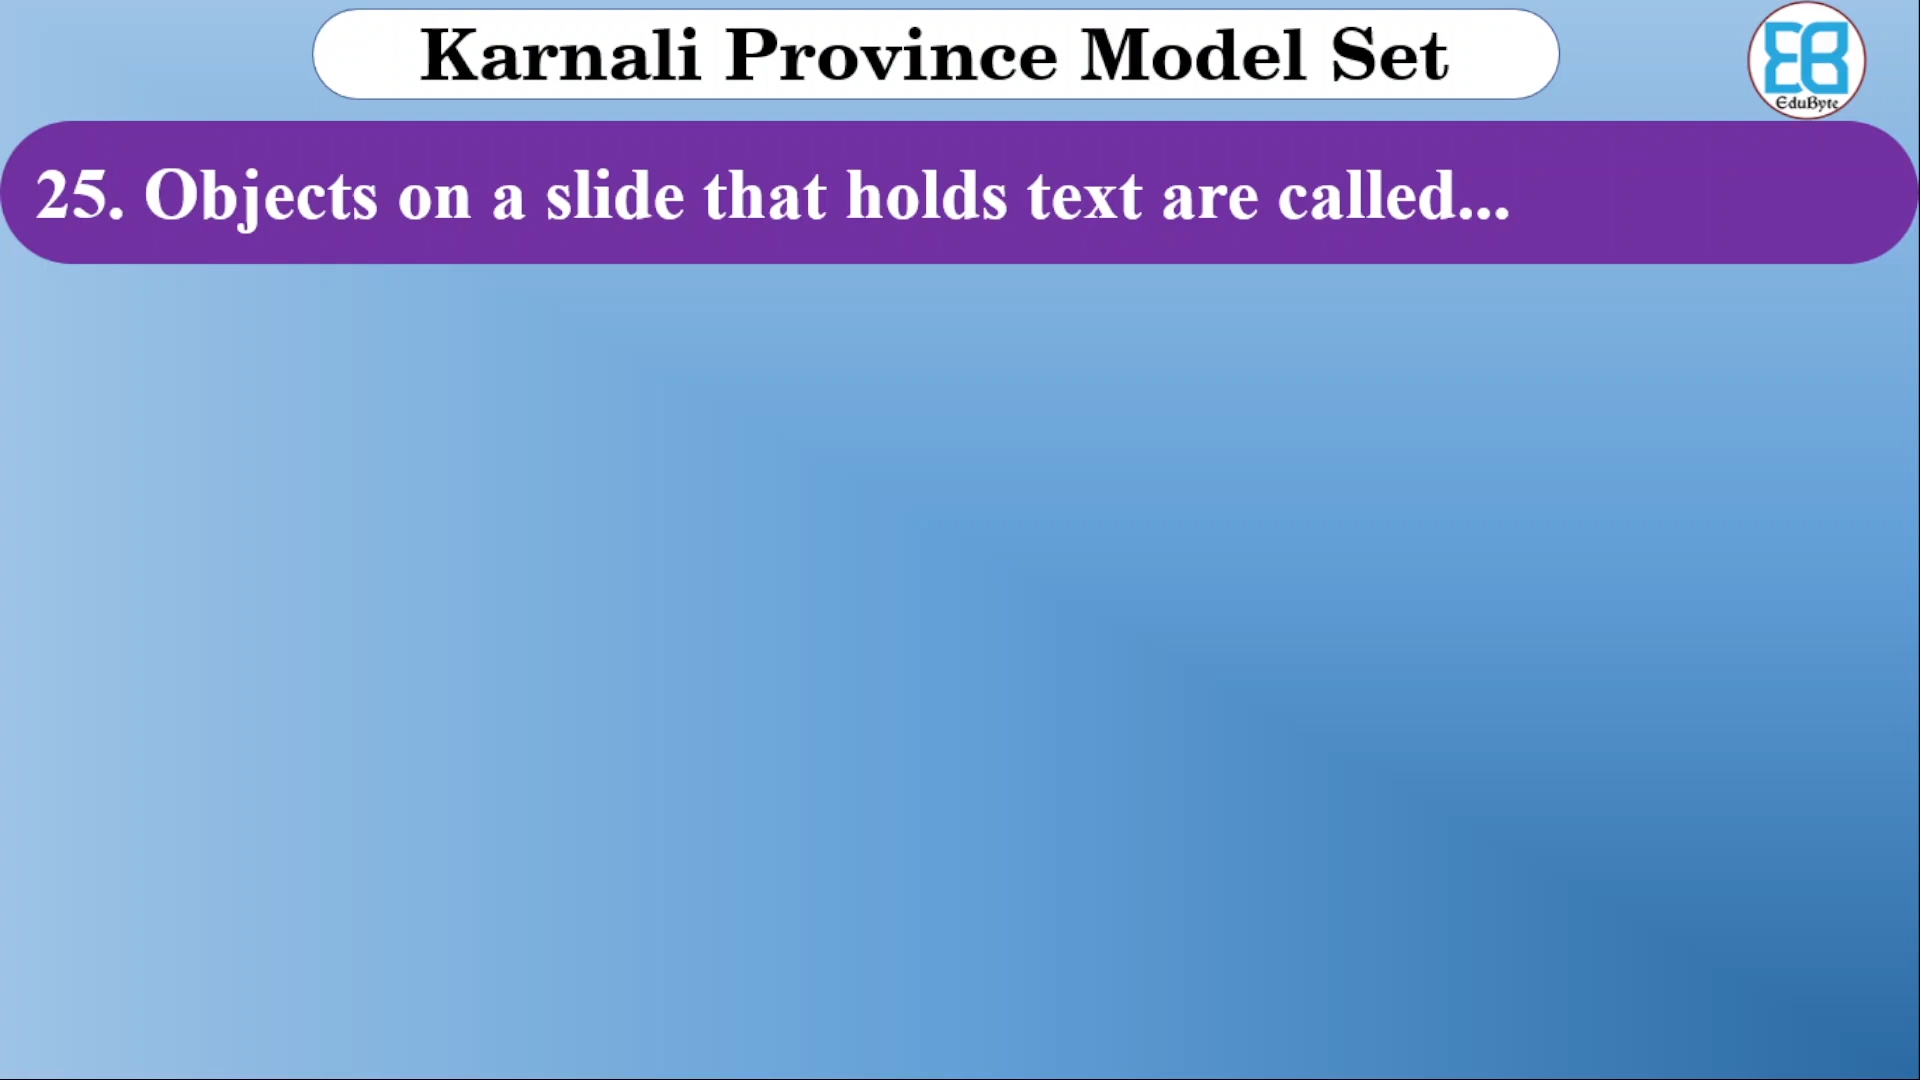 Karnali Province Model Set
EduByte
25. Objects on a slide that holds text are called...